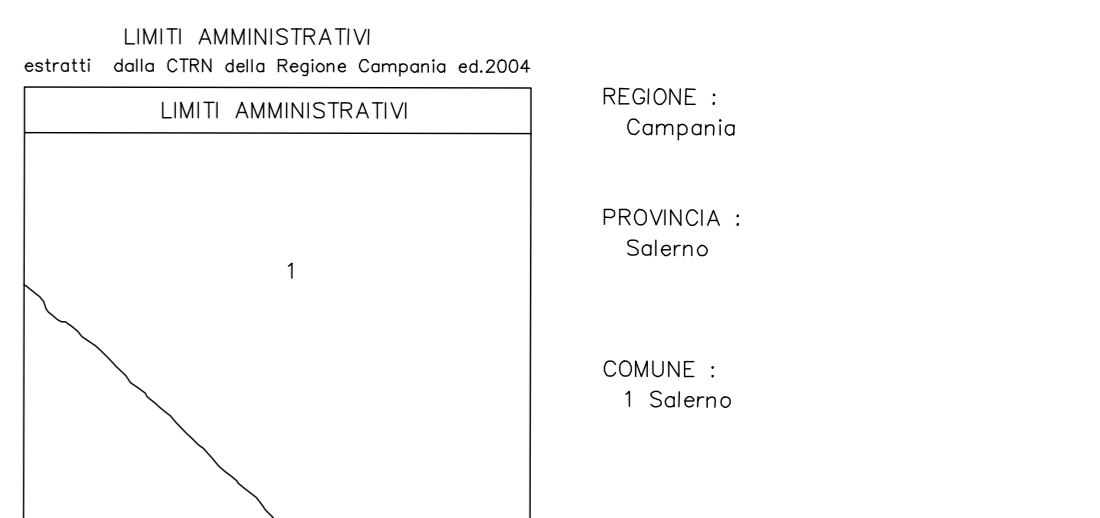 LIMITI AMMINISTRATIVI
estratti dalla CTRN della Regione Campania ed.2004
LIMITI AMMINISTRATIVI
1
REGIONE :
Campania
PROVINCIA :
Salerno
COMUNE :
1 Salerno